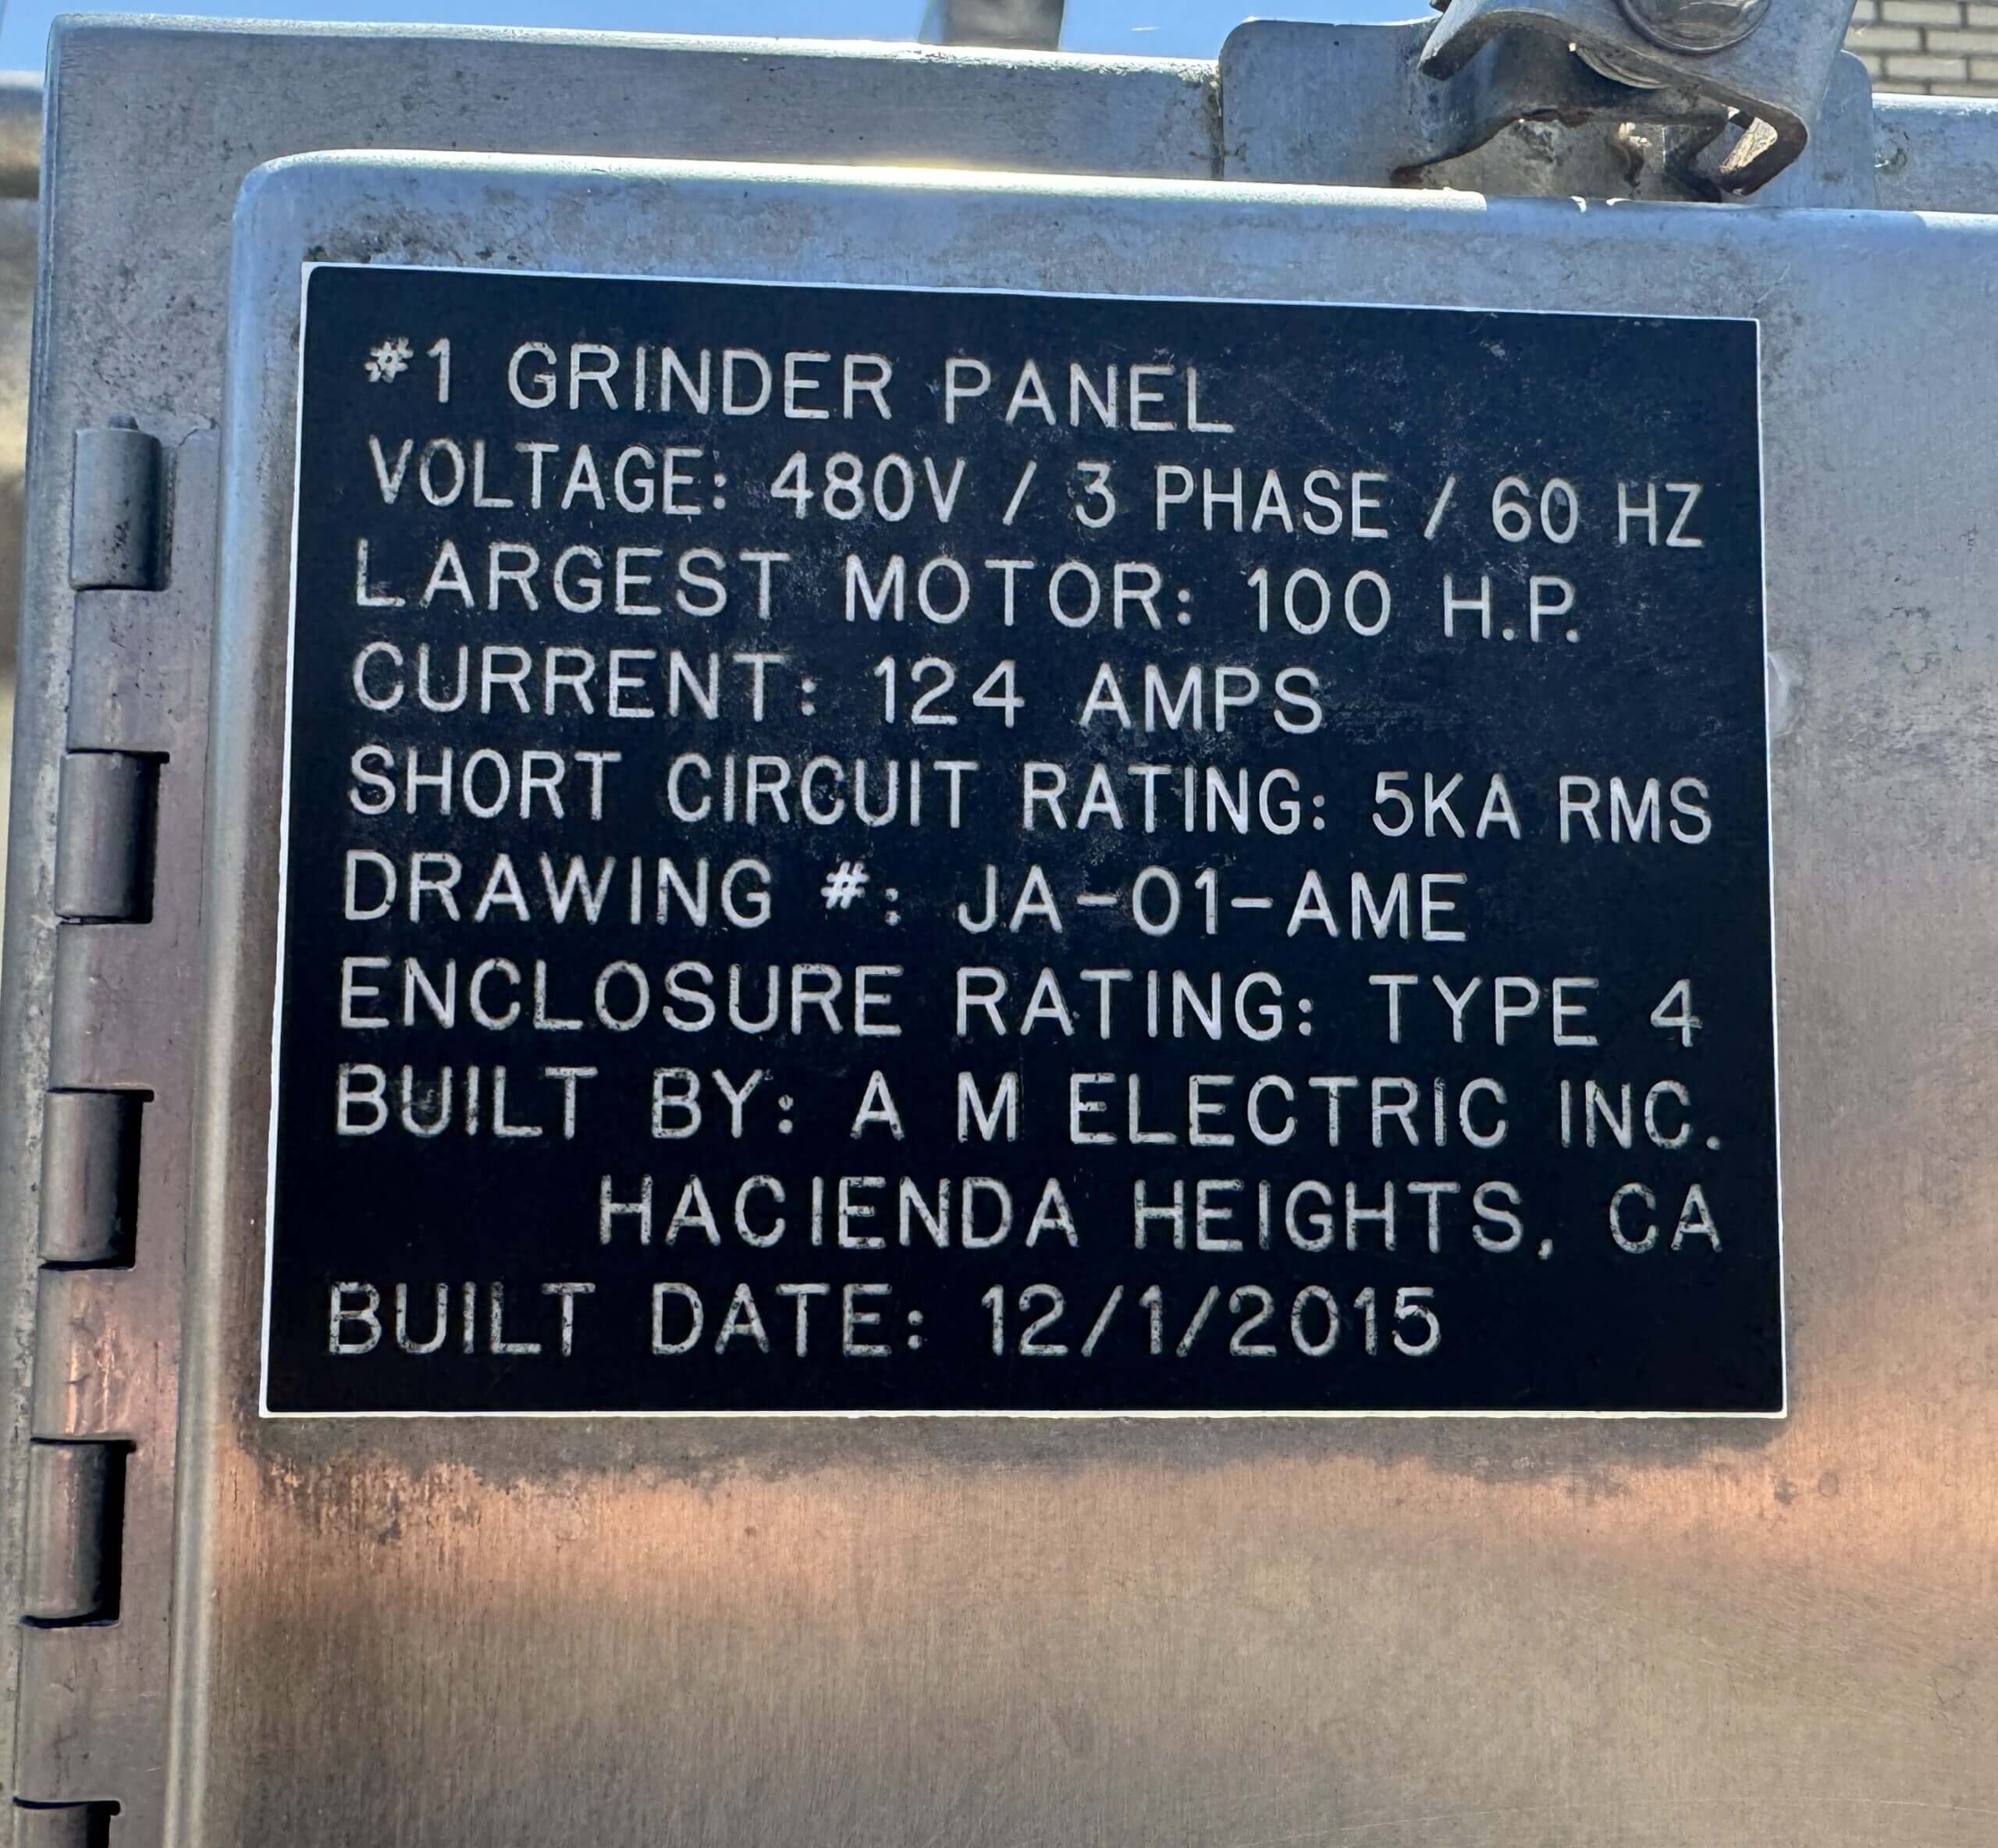 #1 GRINDER PANEL
VOLTAGE: 480V / 3 PHASE / 60 HZ
LARGEST MOTOR: 100 H.P.
CURRENT: 124 AMPS
SHORT CIRCUIT RATING: 5KA RMS
DRAWING #: JA-01-AME
ENCLOSURE RATING: TYPE 4
BUILT BY: A M ELECTRIC INC.
HACIENDA HEIGHTS, CA
BUILT DATE: 12/1/2015